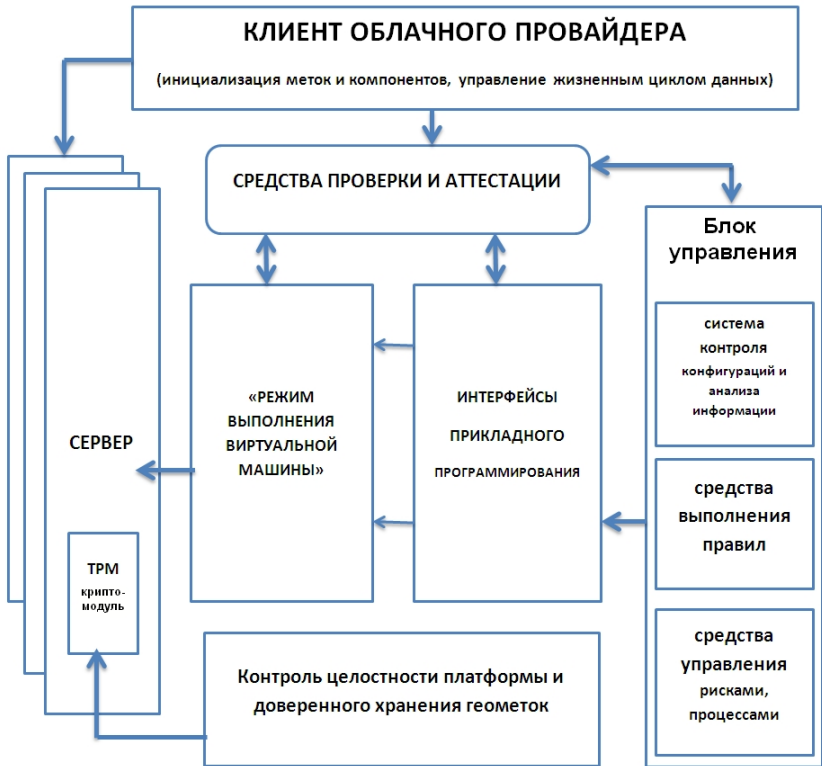 КЛИЕНТ ОБЛАЧНОГО ПРОВАЙДЕРА
(инициализация меток и компонентов, управление жизненным циклом данных)
СРЕДСТВА ПРОВЕРКИ И АТТЕСТАЦИИ
Блок
управления
система
контроля
конфигураций и
анализа
информации
средства
выполнения
правил
средства
управления
рисками,
процессами
«РЕЖИМ
ВЫПОЛНЕНИЯ
ВИРТУАЛЬНОЙ
МАШИНЫ»
ИНТЕРФЕЙСЫ
ПРИКЛАДНОГО
ПРОГРАММИРОВАНИЯ
СЕРВЕР
ТРМ
крипто-
модуль
Контроль целостности платформы и
доверенного хранения геометок